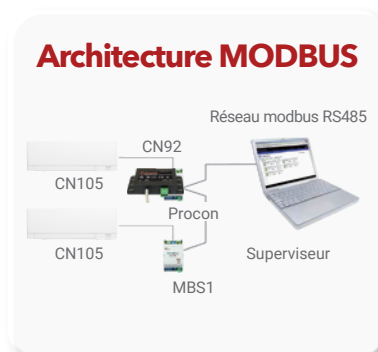 Architecture MODBUS
Réseau modbus RS485
CN92
CN105
Procon
CN105
Superviseur
MBS1